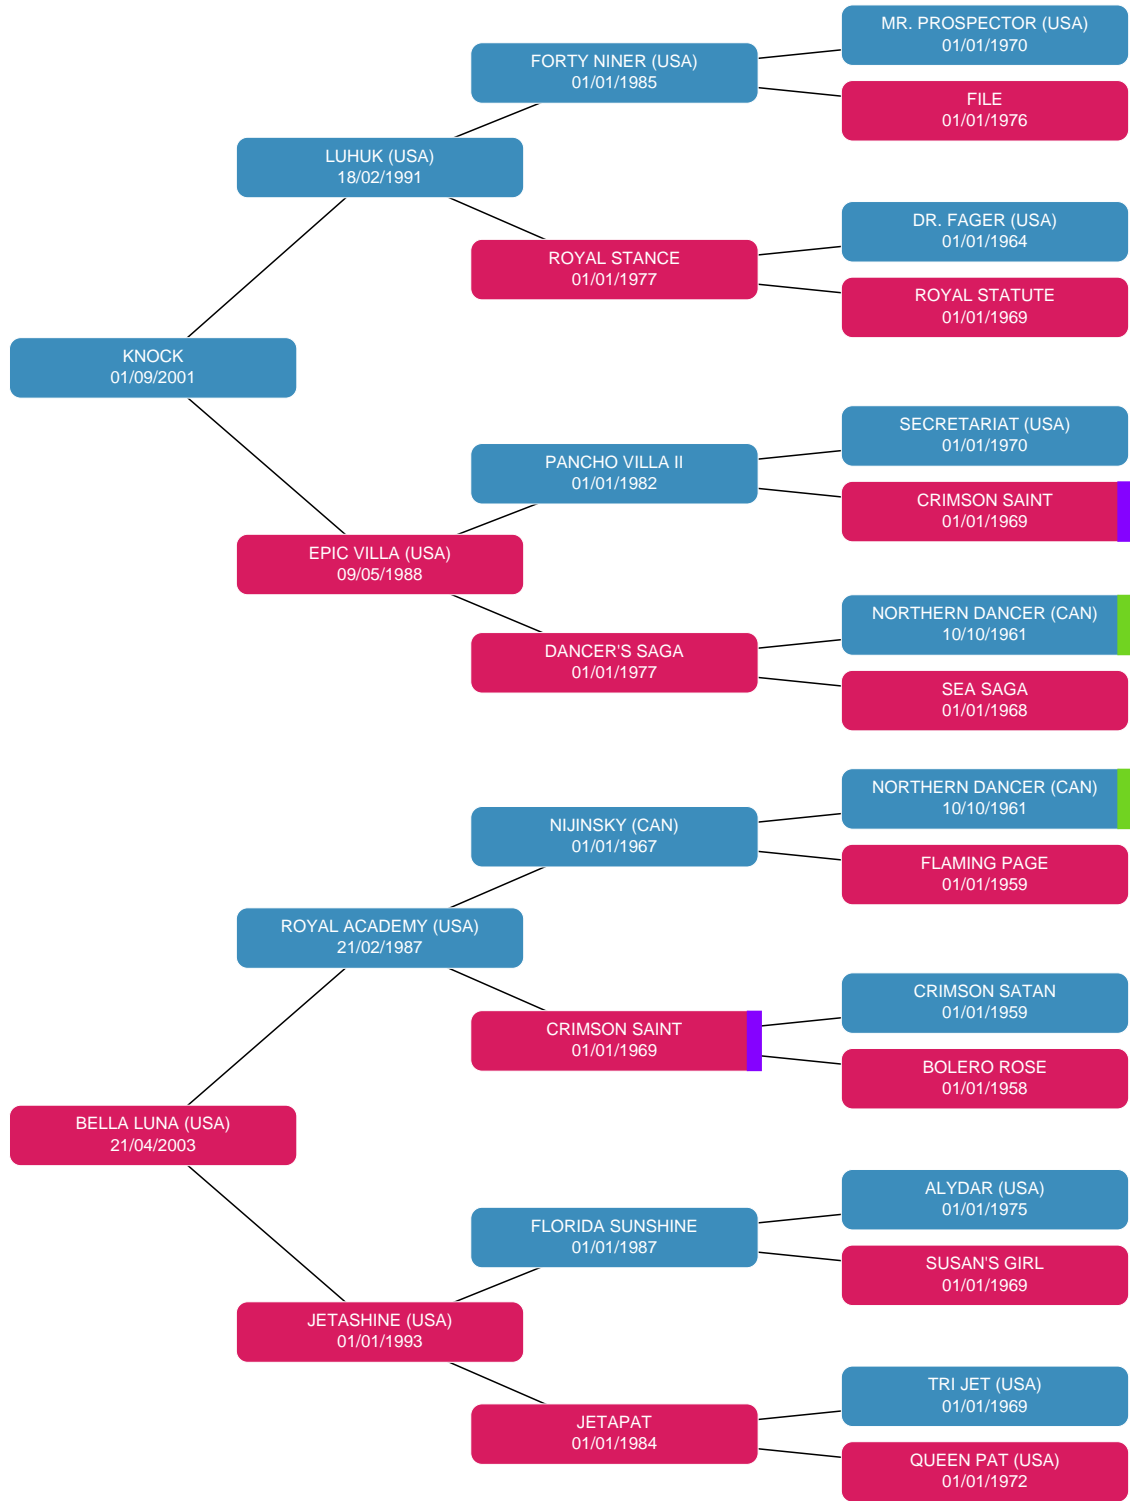 MR. PROSPECTOR (USA)
01/01/1970
FORTY NINER (USA)
01/01/1985
FILE
01/01/1976
LUHUK (USA)
18/02/1991
DR. FAGER (USA)
01/01/1964
ROYAL STANCE
01/01/1977
ROYAL STATUTE
01/01/1969
KNOCK
01/09/2001
SECRETARIAT (USA)
01/01/1970
PANCHO VILLA II
01/01/1982
CRIMSON SAINT
01/01/1969
EPIC VILLA (USA)
09/05/1988
NORTHERN DANCER (CAN)
10/10/1961
DANCER'S SAGA
01/01/1977
SEA SAGA
01/01/1968
NORTHERN DANCER (CAN)
10/10/1961
NIJINSKY (CAN)
01/01/1967
FLAMING PAGE
01/01/1959
ROYAL ACADEMY (USA)
21/02/1987
CRIMSON SATAN
01/01/1959
CRIMSON SAINT
01/01/1969
BOLERO ROSE
01/01/1958
BELLA LUNA (USA)
21/04/2003
ALYDAR (USA)
01/01/1975
FLORIDA SUNSHINE
01/01/1987
SUSAN'S GIRL
01/01/1969
JETASHINE (USA)
01/01/1993
TRI JET (USA)
01/01/1969
JETAPAT
01/01/1984
QUEEN PAT (USA)
01/01/1972